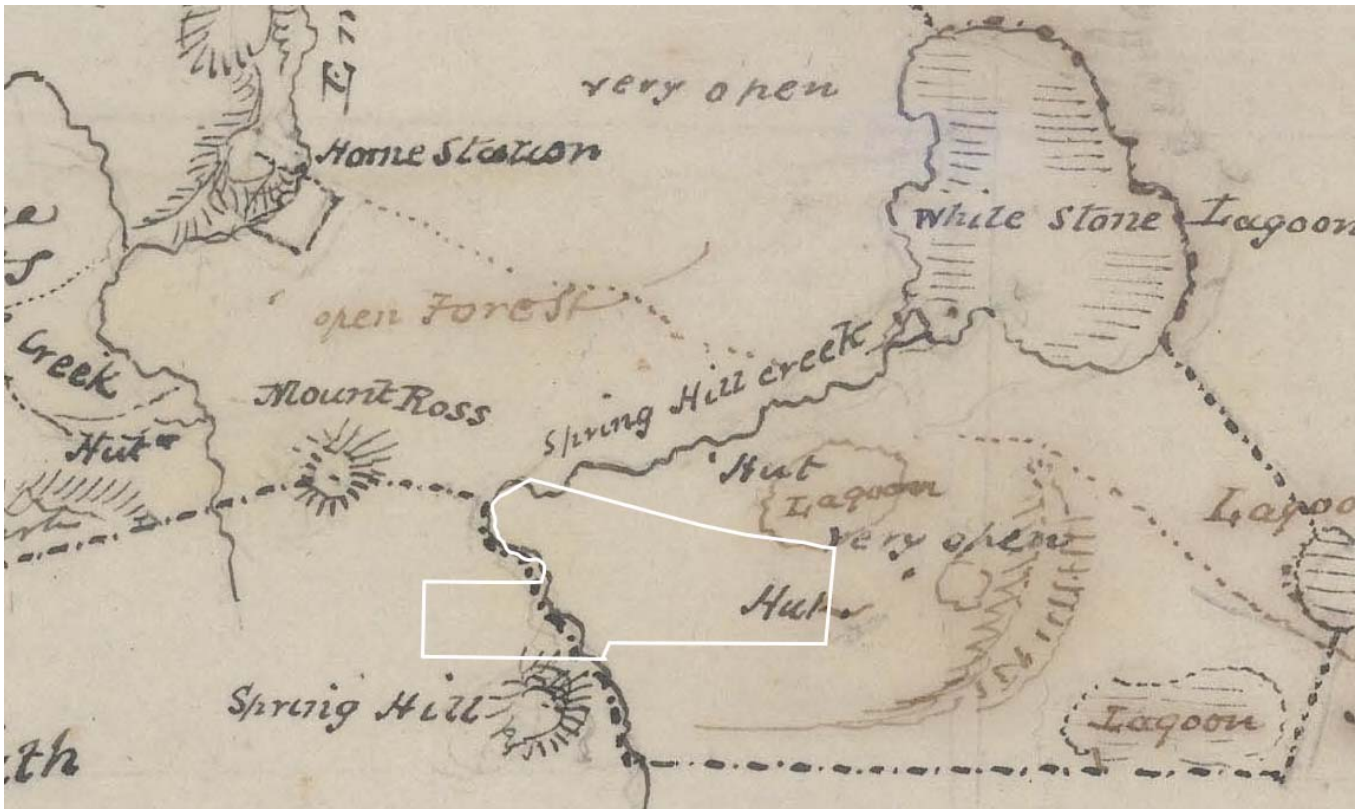 very open
Home Station
White Stone Lagoon
open Forest
Creek
Spring Hill creek
Mount Ross
Hut
Hut
Lagoon
Very open
Hut
Spring Hill
Lagoon